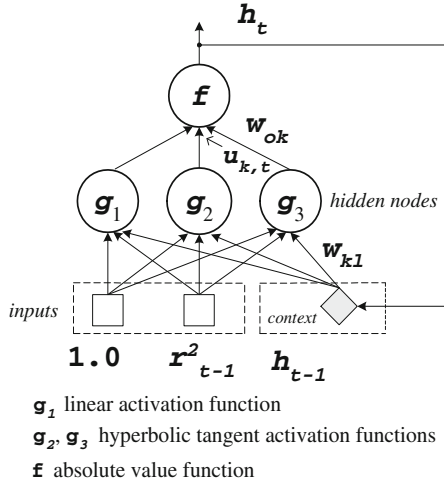 h_t
f
w_ok
u_k,t
g_1 g_2 g_3 hidden nodes
w_kl
inputs context
1.0 r^2_t-1 h_t-1
g_1 linear activation function
g_2, g_3 hyperbolic tangent activation functions
f absolute value function